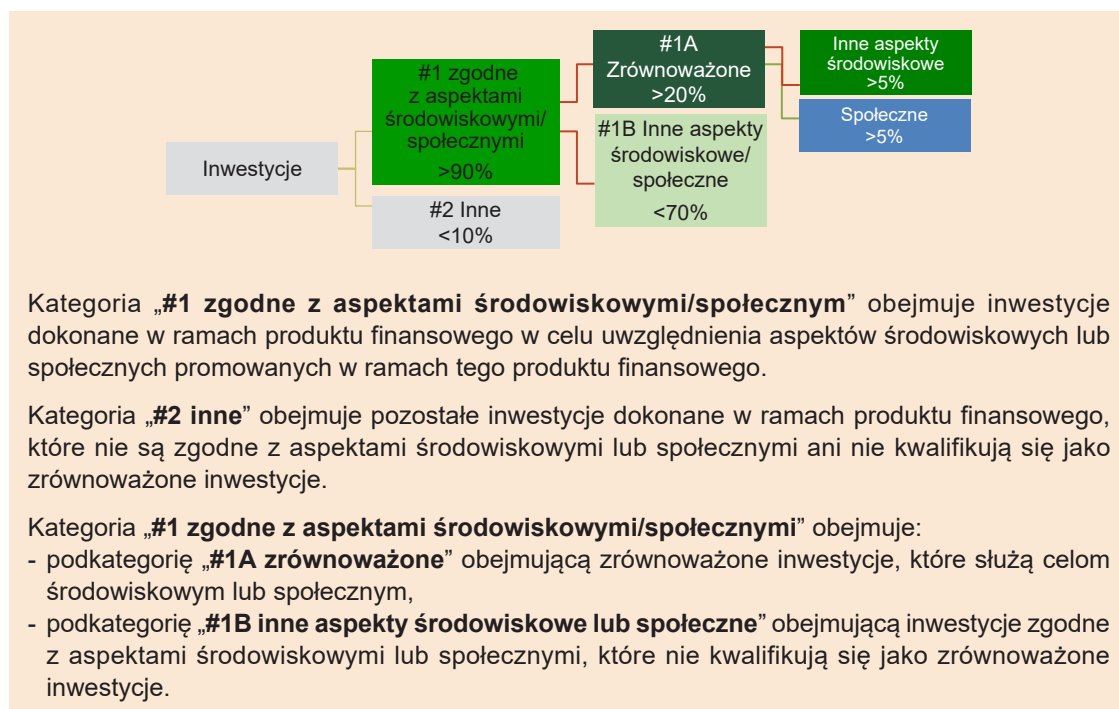 Inwestycje
#1 zgodne
z aspektami
środowiskowymi/
społecznymi
>90%
#2 Inne
<10%
#1A
Zrównoważone
>20%
#1B Inne aspekty
środowiskowe/
społeczne
<70%
Inne aspekty
środowiskowe
>5%
Społeczne
>5%
Kategoria „#1 zgodne z aspektami środowiskowymi/społecznym” obejmuje inwestycje
dokonane w ramach produktu finansowego w celu uwzględnienia aspektów środowiskowych lub
społecznych promowanych w ramach tego produktu finansowego.
Kategoria „#2 inne” obejmuje pozostałe inwestycje dokonane w ramach produktu finansowego,
które nie są zgodne z aspektami środowiskowymi lub społecznymi ani nie kwalifikują się jako
zrównoważone inwestycje.
Kategoria „#1 zgodne z aspektami środowiskowymi/społecznymi” obejmuje:
- podkategorię „#1A zrównoważone” obejmującą zrównoważone inwestycje, które służą celom
środowiskowym lub społecznym,
- podkategorię „#1B inne aspekty środowiskowe lub społeczne” obejmującą inwestycje zgodne
z aspektami środowiskowymi lub społecznymi, które nie kwalifikują się jako zrównoważone
inwestycje.